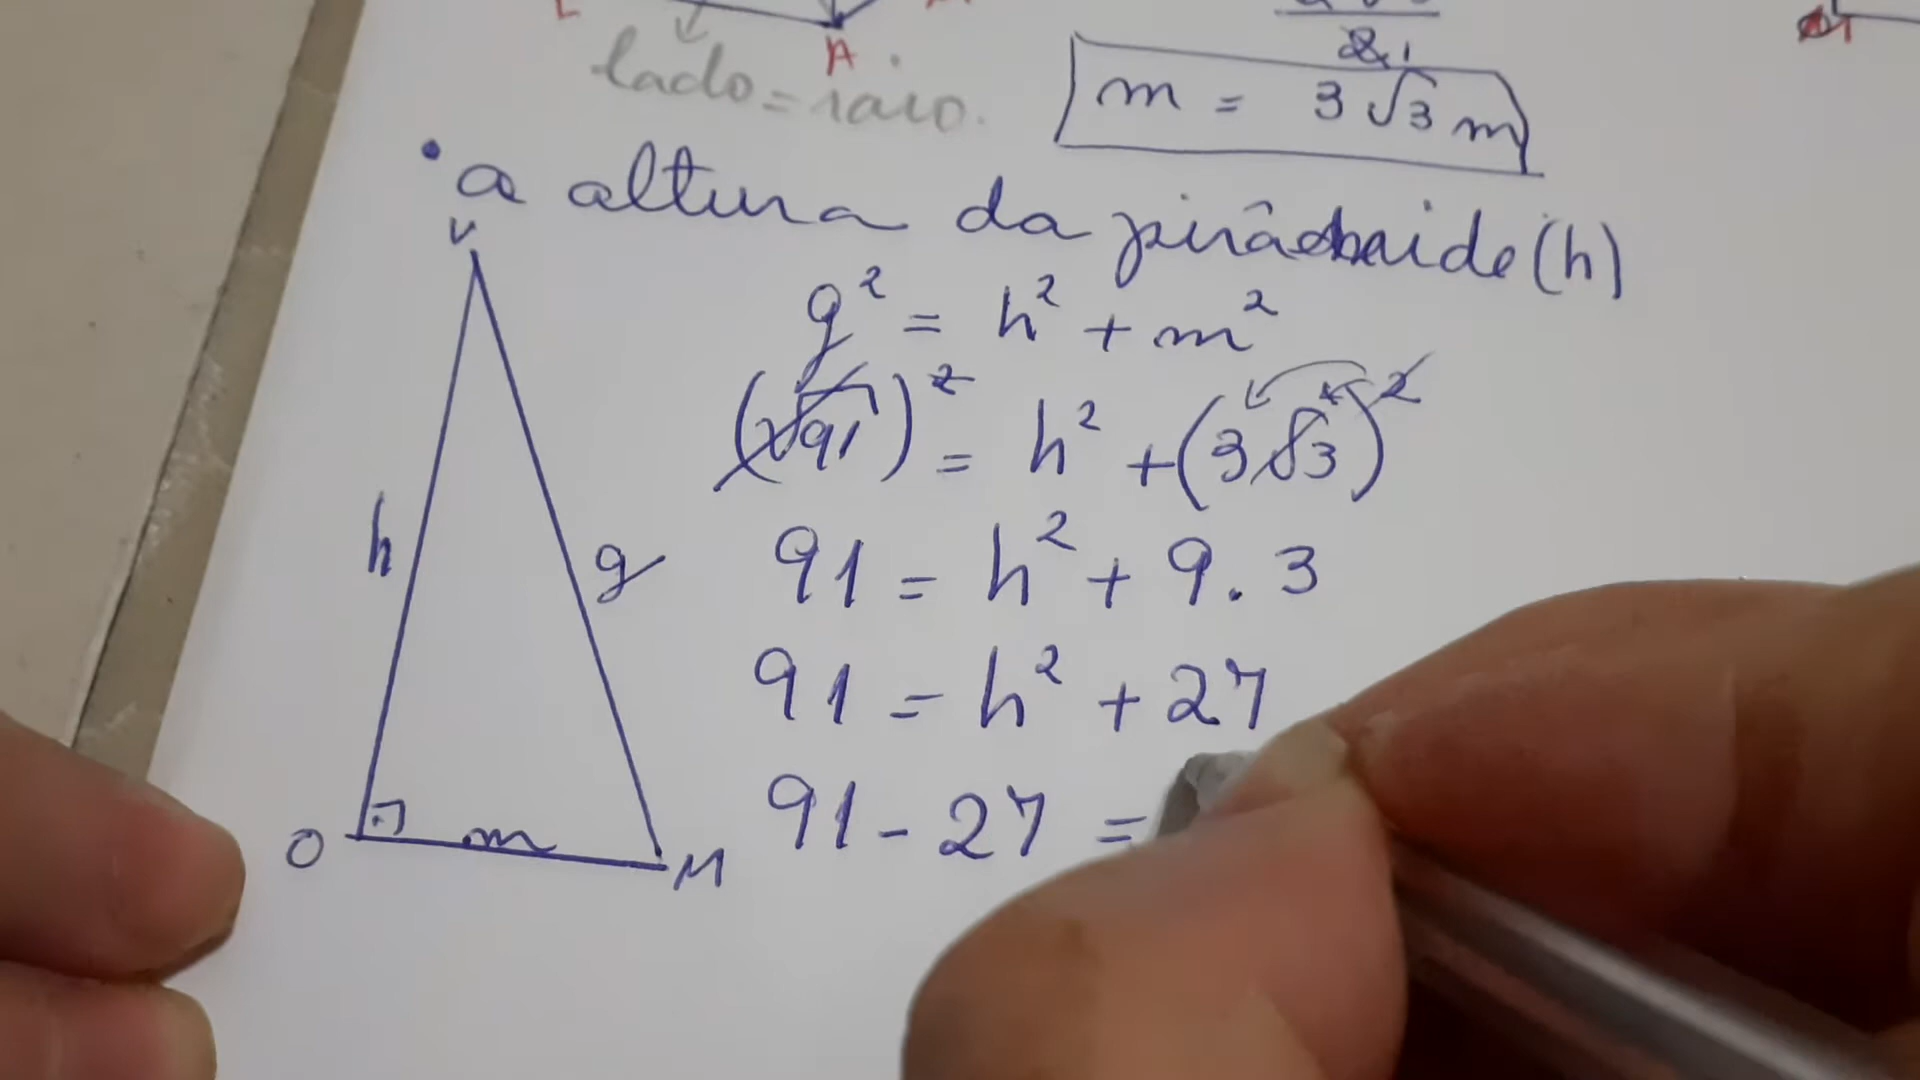 A
lado = raio.
m = 3√3 m
• a altura da pirâmide (h)
V
g² = h² + m²
(√91)² = h² + (3√3)²
h
g
91 = h² + 9.3
91 = h² + 27
91 - 27 =
O
m
M